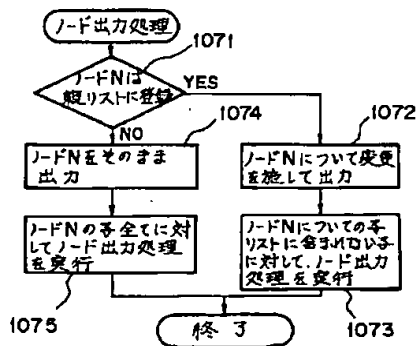 ノード出力処理
1071
ノードNは
親リストに登録
YES
NO
1074
1072
ノードNをそのまま
出力
ノードNについて変更
を施して出力
ノードNの子全てに対
してノード出力処理
を実行
ノードNについての子
リストに含まれない子
に対して、ノード出力
処理を実行
1075
1073
終了